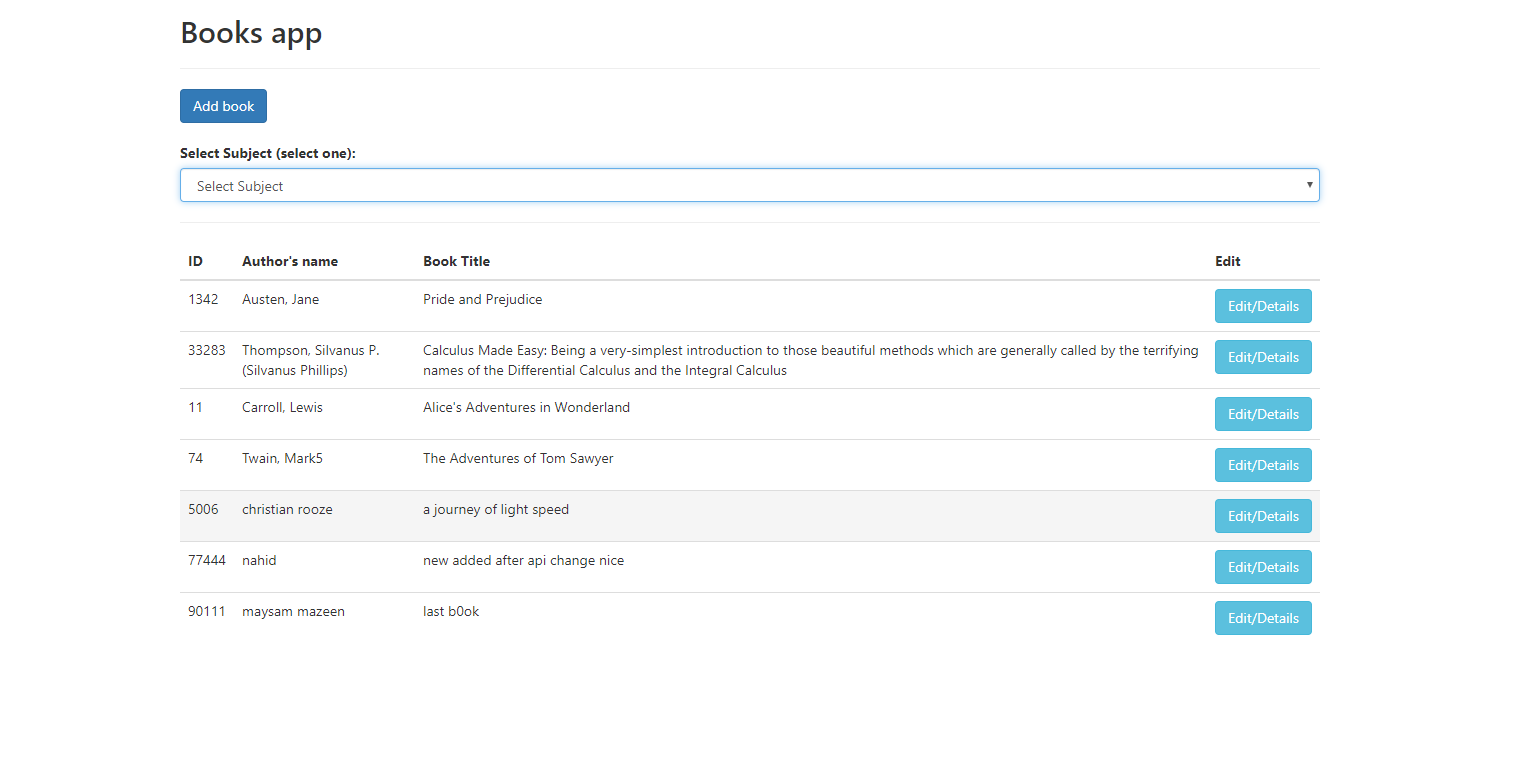 Books app
Add book
Select Subject (select one):
Select Subject
ID Author's name Book Title Edit
1342 Austen, Jane Pride and Prejudice Edit/Details
33283 Thompson, Silvanus P. Calculus Made Easy: Being a very-simplest introduction to those beautiful methods which are generally called by the terrifying Edit/Details
(Silvanus Phillips) names of the Differential Calculus and the Integral Calculus
11 Carroll, Lewis Alice's Adventures in Wonderland Edit/Details
74 Twain, Mark5 The Adventures of Tom Sawyer Edit/Details
5006 christian rooze a journey of light speed Edit/Details
77444 nahid new added after api change nice Edit/Details
90111 maysam mazeen last b0ok Edit/Details